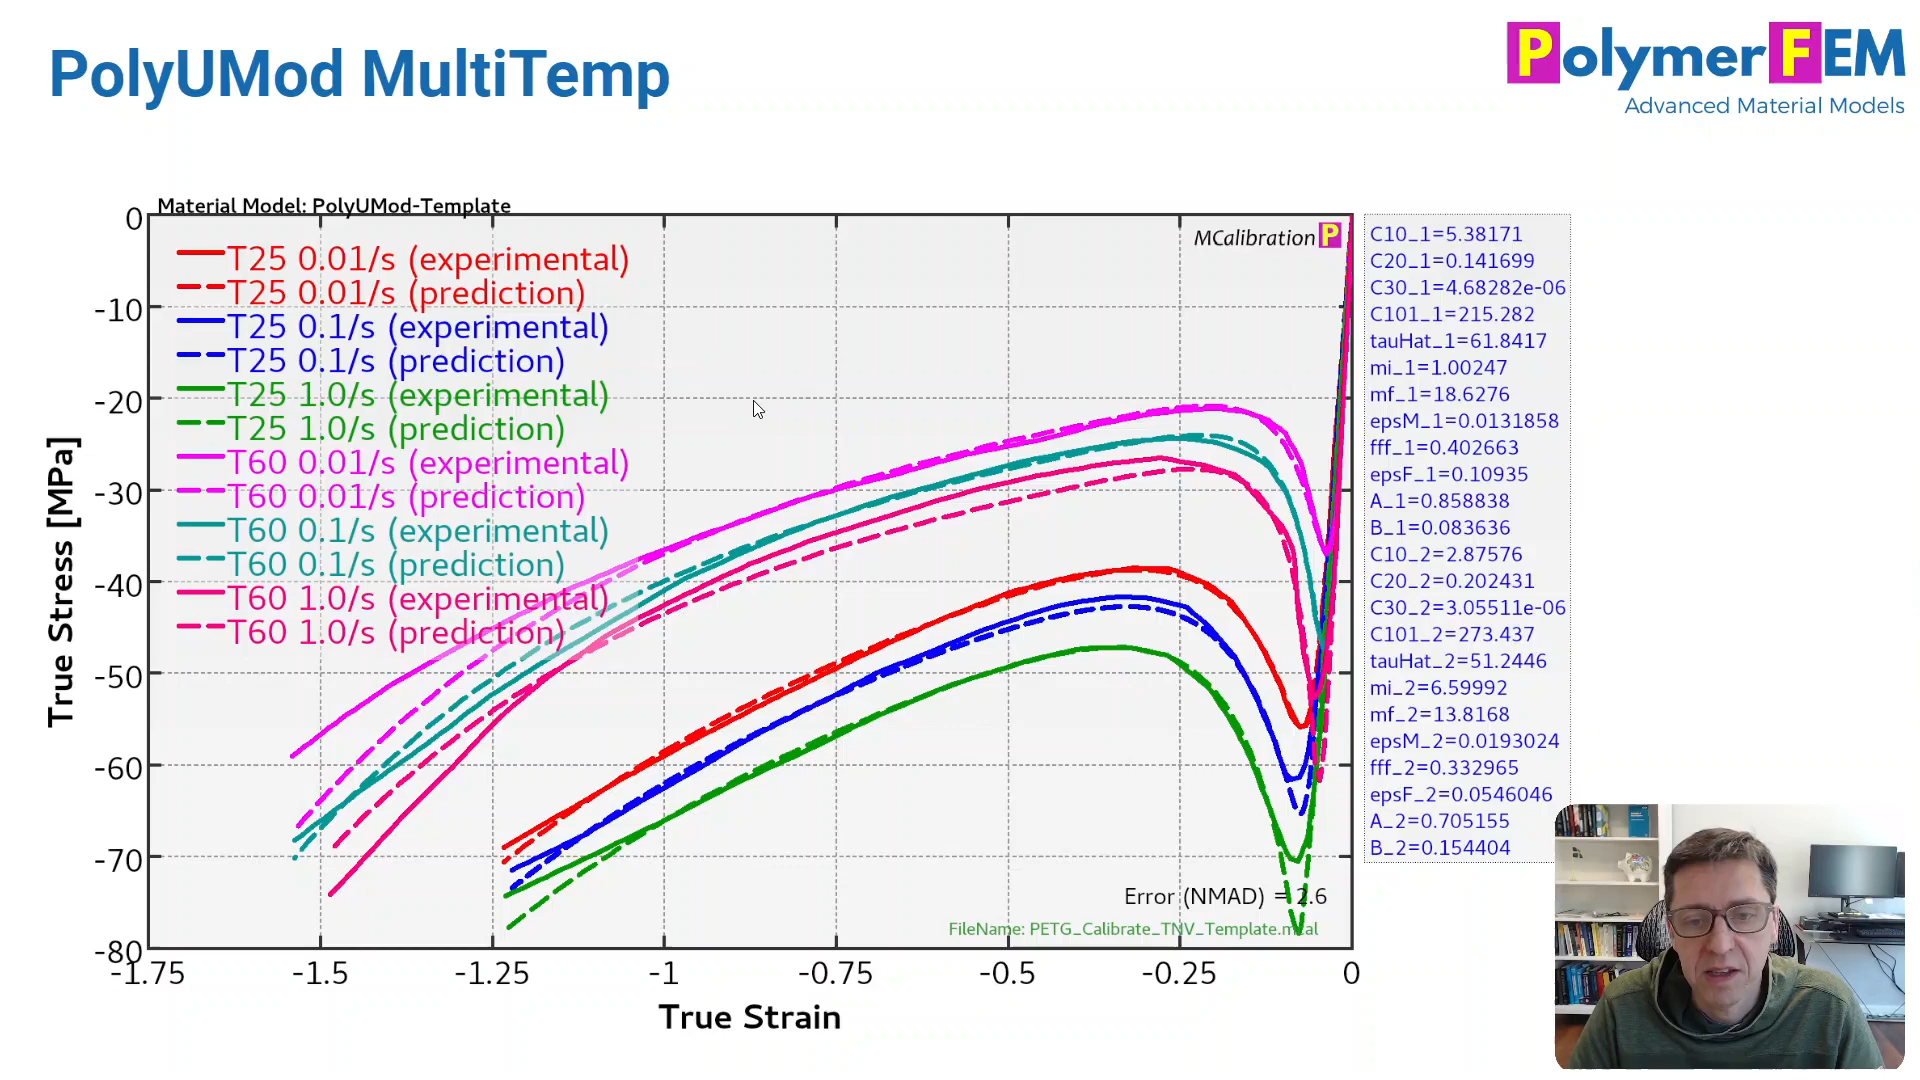 PolyUMod MultiTemp
PolymerFEM
Advanced Material Models
Material Model: PolyUMod-Template
MCalibration P
T25 0.01/s (experimental)
T25 0.01/s (prediction)
T25 0.1/s (experimental)
T25 0.1/s (prediction)
T25 1.0/s (experimental)
T25 1.0/s (prediction)
T60 0.01/s (experimental)
T60 0.01/s (prediction)
T60 0.1/s (experimental)
T60 0.1/s (prediction)
T60 1.0/s (experimental)
T60 1.0/s (prediction)
0
-10
-20
-30
-40
-50
-60
-70
-80
True Stress [MPa]
-1.75
-1.5
-1.25
-1
-0.75
-0.5
-0.25
0
True Strain
Error (NMAD) = 2.6
FileName: PETG_Calibrate_TNV_Template.mcal
C10_1=5.38171
C20_1=0.141699
C30_1=4.68282e-06
C101_1=215.282
tauHat_1=61.8417
mi_1=1.00247
mf_1=18.6276
epsM_1=0.0131858
fff_1=0.402663
epsF_1=0.10935
A_1=0.858838
B_1=0.083636
C10_2=2.87576
C20_2=0.202431
C30_2=3.05511e-06
C101_2=273.437
tauHat_2=51.2446
mi_2=6.59992
mf_2=13.8168
epsM_2=0.0193024
fff_2=0.332965
epsF_2=0.0546046
A_2=0.705155
B_2=0.154404